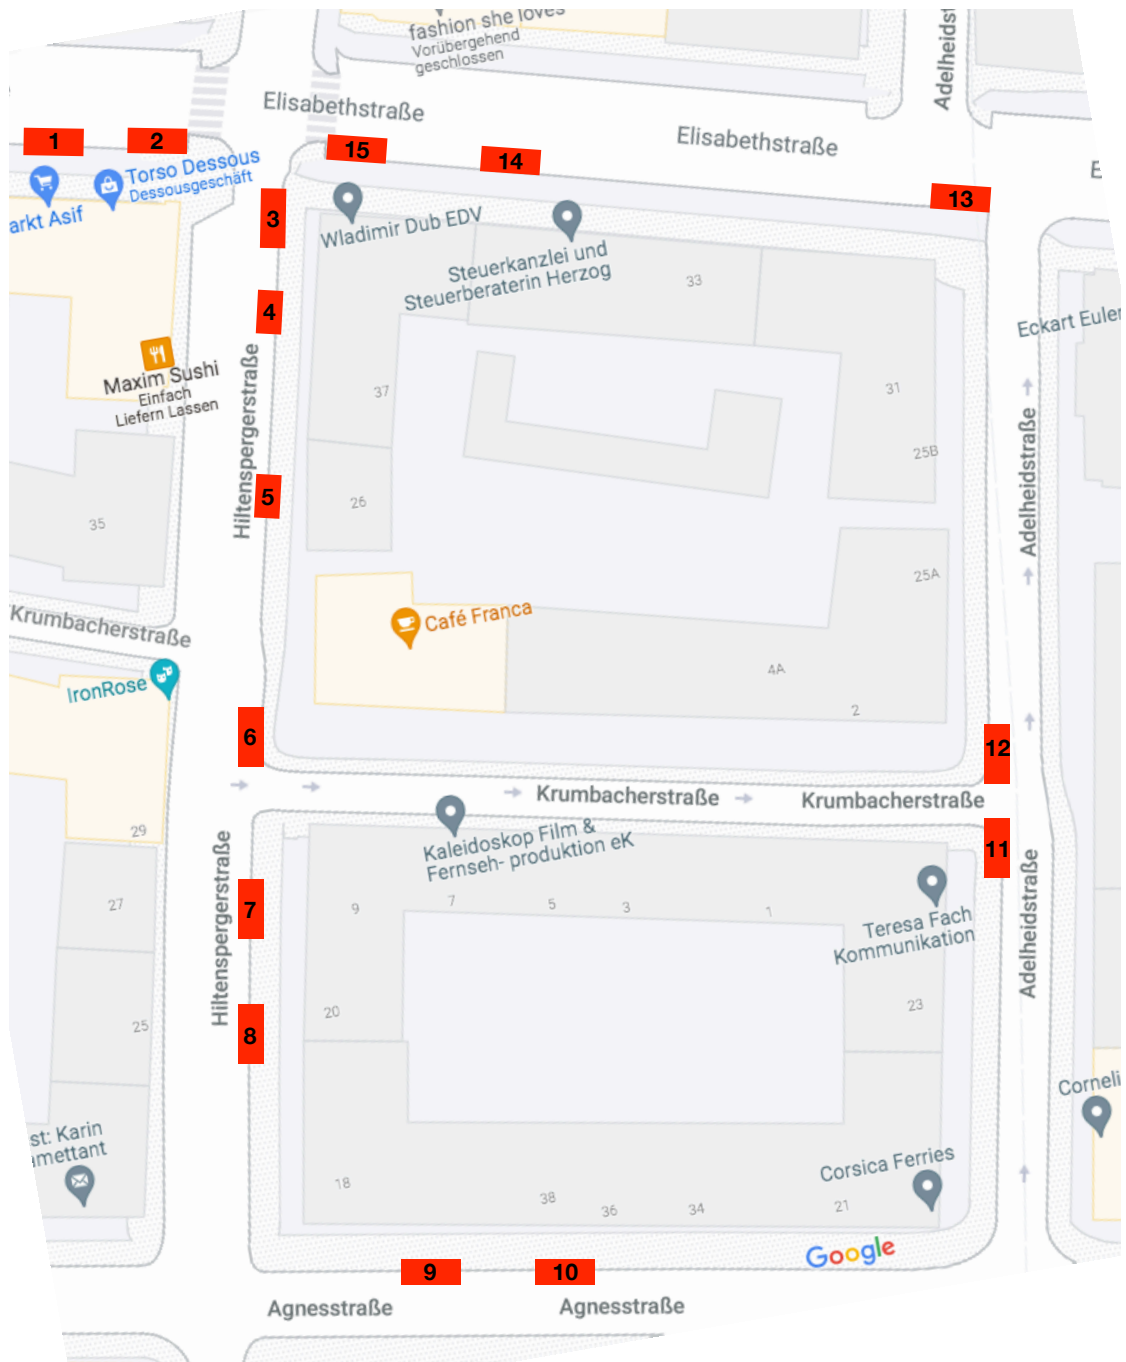 fashion she loves
Vorübergehend
geschlossen
Adelheidst
Elisabethstraße
Elisabethstraße
E
1
2
15
14
13
Torso Dessous
Dessousgeschäft
arkt Asif
3
Wladimir Dub EDV
Steuerkanzlei und
Steuerberaterin Herzog
33
4
Eckart Euler
Maxim Sushi
Einfach
Liefern Lassen
Hiltenspergerstraße
37
31
25B
Adelheidstraße
5
26
35
25A
Krumbacherstraße
Café Franca
IronRose
4A
2
6
12
Krumbacherstraße
Krumbacherstraße
29
Kaleidoskop Film &
Fernseh- produktion eK
11
Hiltenspergerstraße
27
7
9
7
5
3
1
Teresa Fach
Kommunikation
Adelheidstraße
25
8
20
23
Corneli
st: Karin
amettant
18
38
36
34
21
Corsica Ferries
Google
9
10
Agnesstraße
Agnesstraße